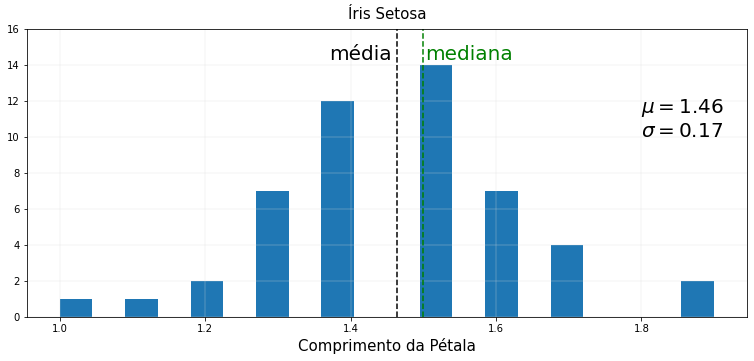 Íris Setosa
média
mediana
μ = 1.46
σ = 0.17
16
14
12
10
8
6
4
2
0
1.0 1.2 1.4 1.6 1.8
Comprimento da Pétala